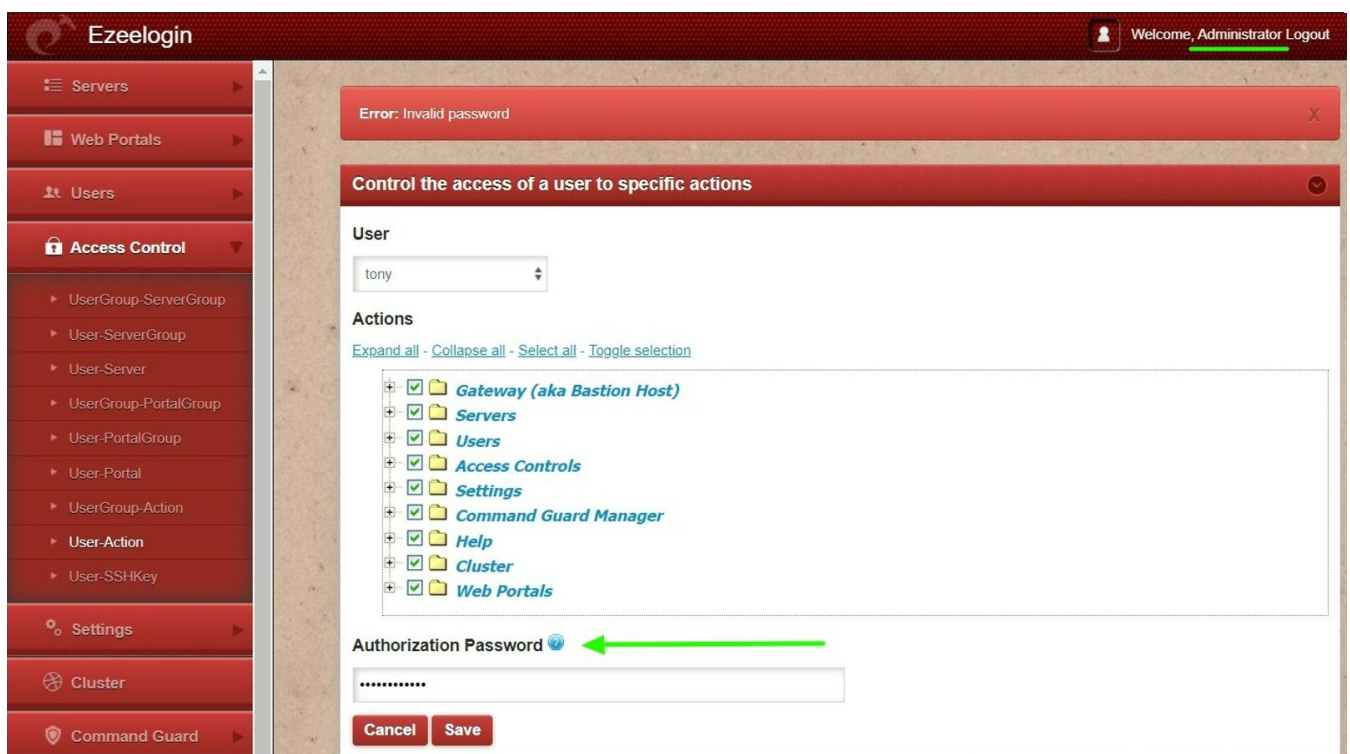 Ezeelogin
Welcome, Administrator Logout
Servers
Web Portals
Users
Access Control
UserGroup-ServerGroup
User-ServerGroup
User-Server
UserGroup-PortalGroup
User-PortalGroup
User-Portal
UserGroup-Action
User-Action
User-SSHKey
Settings
Cluster
Command Guard
Error: Invalid password X
Control the access of a user to specific actions
User
tony
Actions
Expand all - Collapse all - Select all - Toggle selection
Gateway (aka Bastion Host)
Servers
Users
Access Controls
Settings
Command Guard Manager
Help
Cluster
Web Portals
Authorization Password ?
••••••••••••
Cancel Save